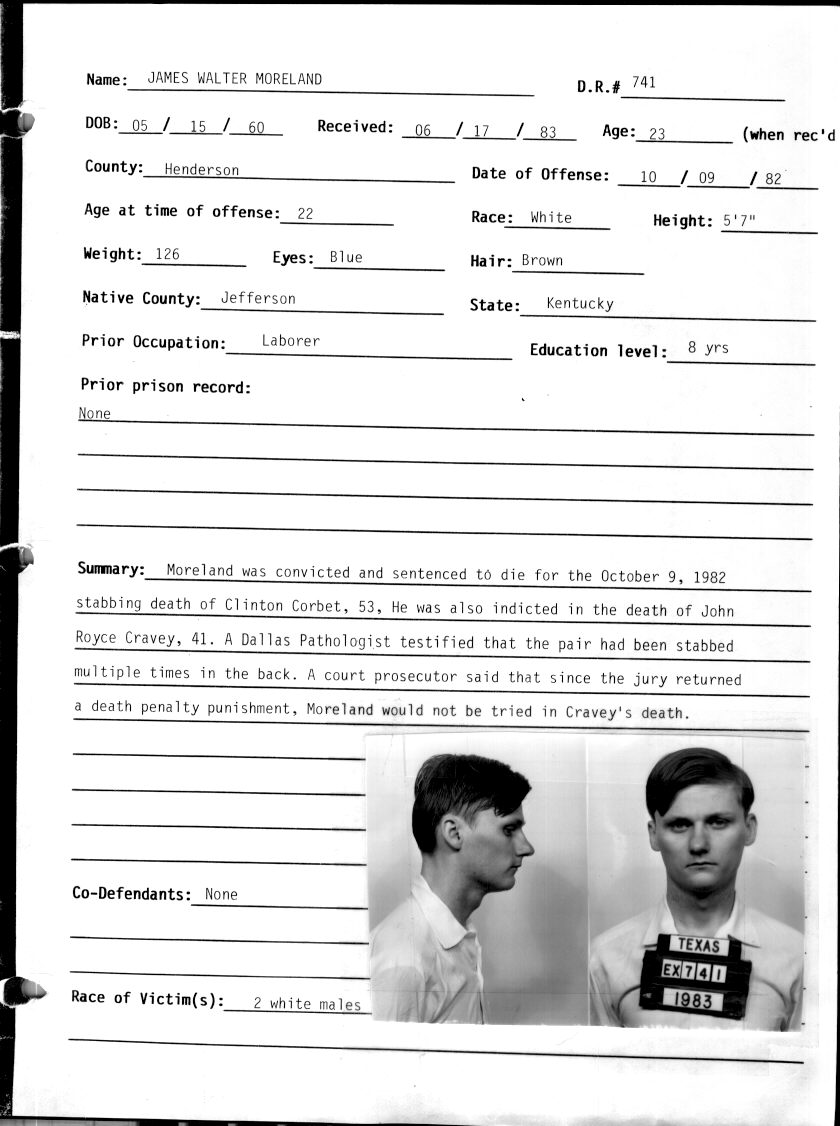 Name: JAMES WALTER MORELAND D.R.# 741
DOB: 05 / 15 / 60 Received: 06 / 17 / 83 Age: 23 (when rec'd
County: Henderson Date of Offense: 10 / 09 / 82
Age at time of offense: 22 Race: White Height: 5'7"
Weight: 126 Eyes: Blue Hair: Brown
Native County: Jefferson State: Kentucky
Prior Occupation: Laborer Education level: 8 yrs
Prior prison record:
None
Summary: Moreland was convicted and sentenced to die for the October 9, 1982
stabbing death of Clinton Corbet, 53, He was also indicted in the death of John
Royce Cravey, 41. A Dallas Pathologist testified that the pair had been stabbed
multiple times in the back. A court prosecutor said that since the jury returned
a death penalty punishment, Moreland would not be tried in Cravey's death.
Co-Defendants: None
TEXAS
EX741
1983
Race of Victim(s): 2 white males